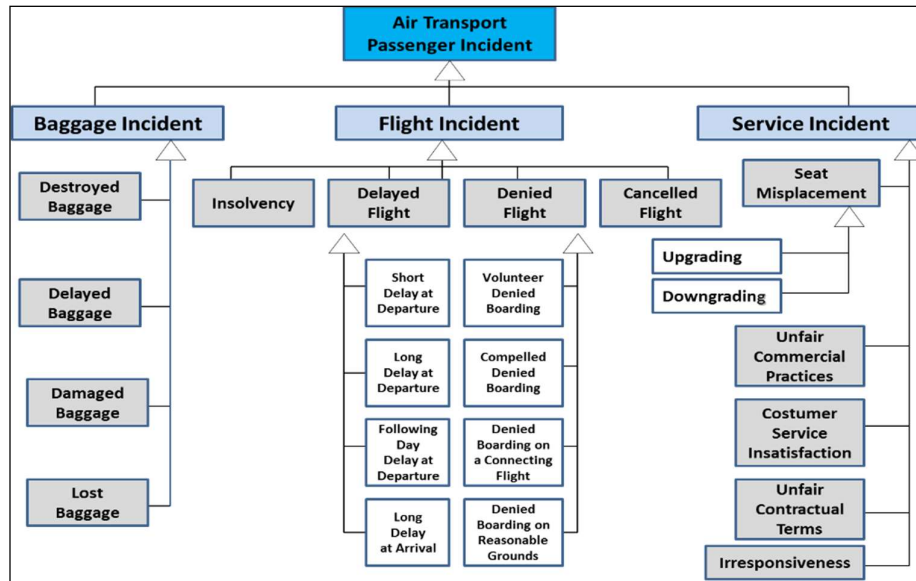 Air Transport
Passenger Incident
Baggage Incident
Flight Incident
Service Incident
Destroyed
Baggage
Delayed
Baggage
Damaged
Baggage
Lost
Baggage
Insolvency
Delayed
Flight
Denied
Flight
Cancelled
Flight
Short
Delay at
Departure
Long
Delay at
Departure
Following
Day
Delay at
Departure
Long
Delay
at Arrival
Volunteer
Denied
Boarding
Compelled
Denied
Boarding
Denied
Boarding on
a Connecting
Flight
Denied
Boarding on
Reasonable
Grounds
Seat
Misplacement
Upgrading
Downgrading
Unfair
Commercial
Practices
Costumer
Service
Insatisfaction
Unfair
Contractual
Terms
Irresponsiveness